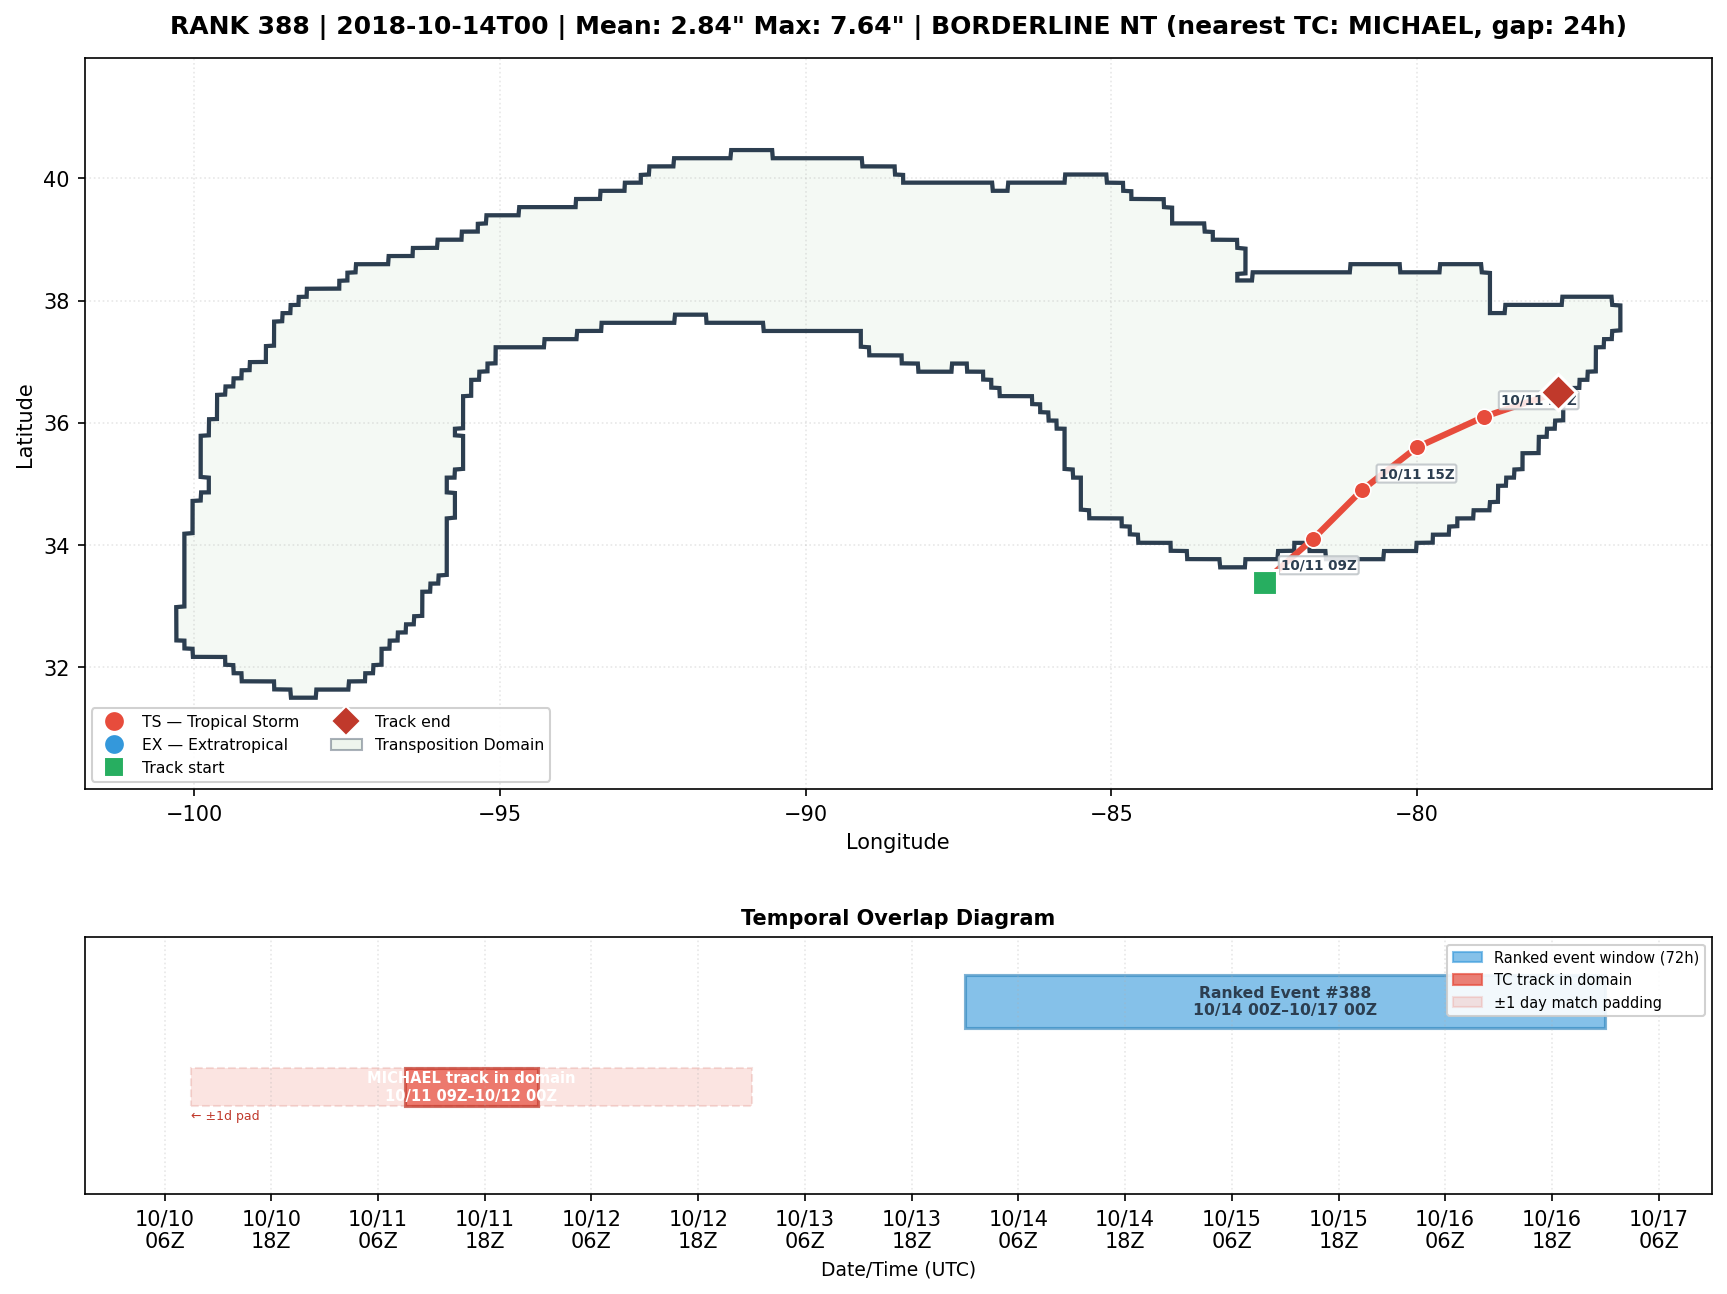 RANK 388 | 2018-10-14T00 | Mean: 2.84" Max: 7.64" | BORDERLINE NT (nearest TC: MICHAEL, gap: 24h)
Latitude
40
38
36
34
32
10/11
Z
10/11 15Z
10/11 09Z
TS — Tropical Storm
EX — Extratropical
Track start
Track end
Transposition Domain
−100
−95
−90
−85
−80
Longitude
Temporal Overlap Diagram
Ranked event window (72h)
TC track in domain
±1 day match padding
Ranked Event #388
10/14 00Z–10/17 00Z
MICHAEL track in domain
10/11 09Z–10/12 00Z
← ±1d pad
10/10
06Z
10/10
18Z
10/11
06Z
10/11
18Z
10/12
06Z
10/12
18Z
10/13
06Z
10/13
18Z
10/14
06Z
10/14
18Z
10/15
06Z
10/15
18Z
10/16
06Z
10/16
18Z
10/17
06Z
Date/Time (UTC)